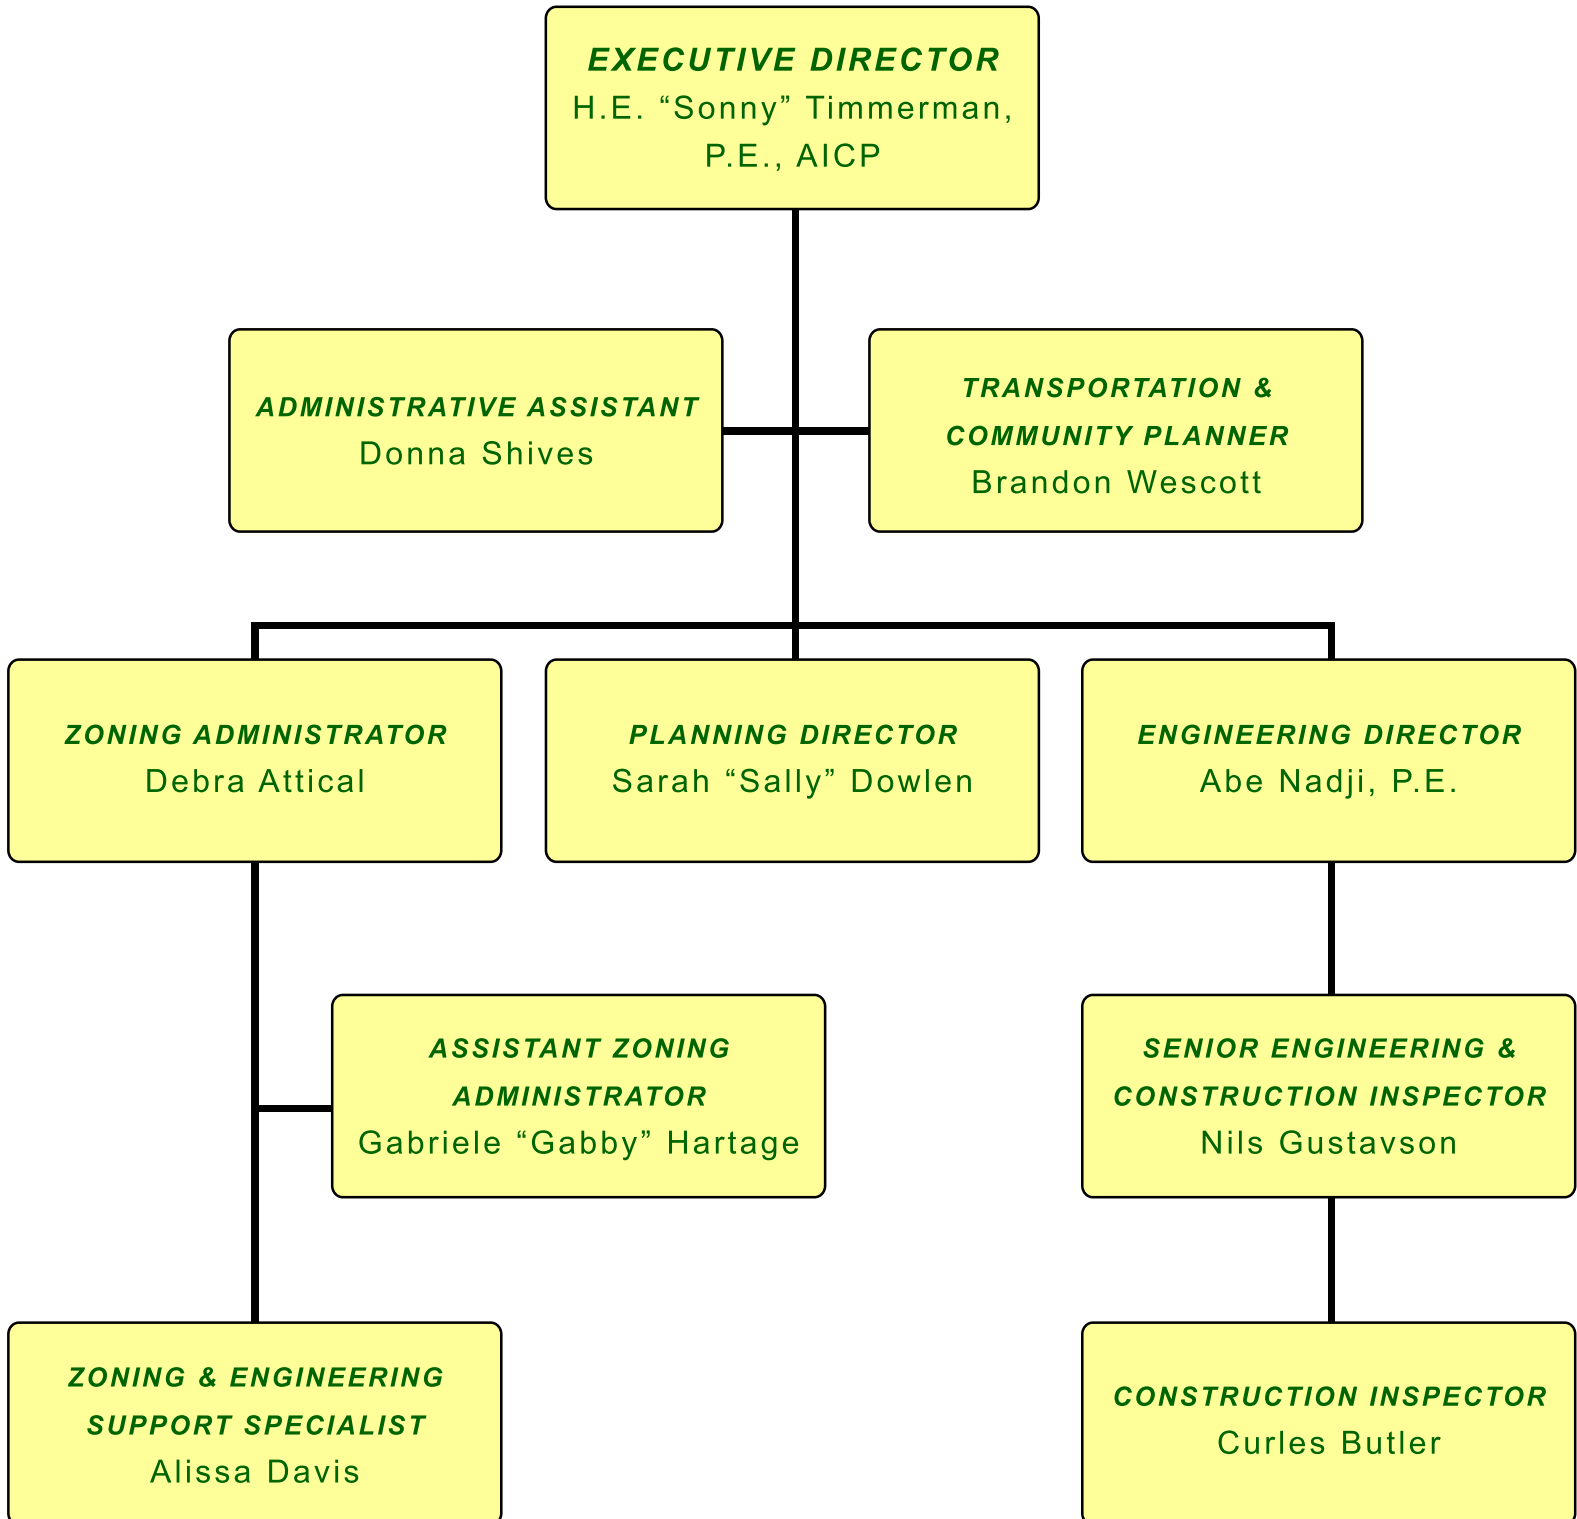 EXECUTIVE DIRECTOR
H.E. “Sonny” Timmerman,
P.E., AICP
ADMINISTRATIVE ASSISTANT
Donna Shives
TRANSPORTATION &
COMMUNITY PLANNER
Brandon Wescott
ZONING ADMINISTRATOR
Debra Attical
PLANNING DIRECTOR
Sarah “Sally” Dowlen
ENGINEERING DIRECTOR
Abe Nadji, P.E.
ASSISTANT ZONING
ADMINISTRATOR
Gabriele “Gabby” Hartage
SENIOR ENGINEERING &
CONSTRUCTION INSPECTOR
Nils Gustavson
ZONING & ENGINEERING
SUPPORT SPECIALIST
Alissa Davis
CONSTRUCTION INSPECTOR
Curles Butler